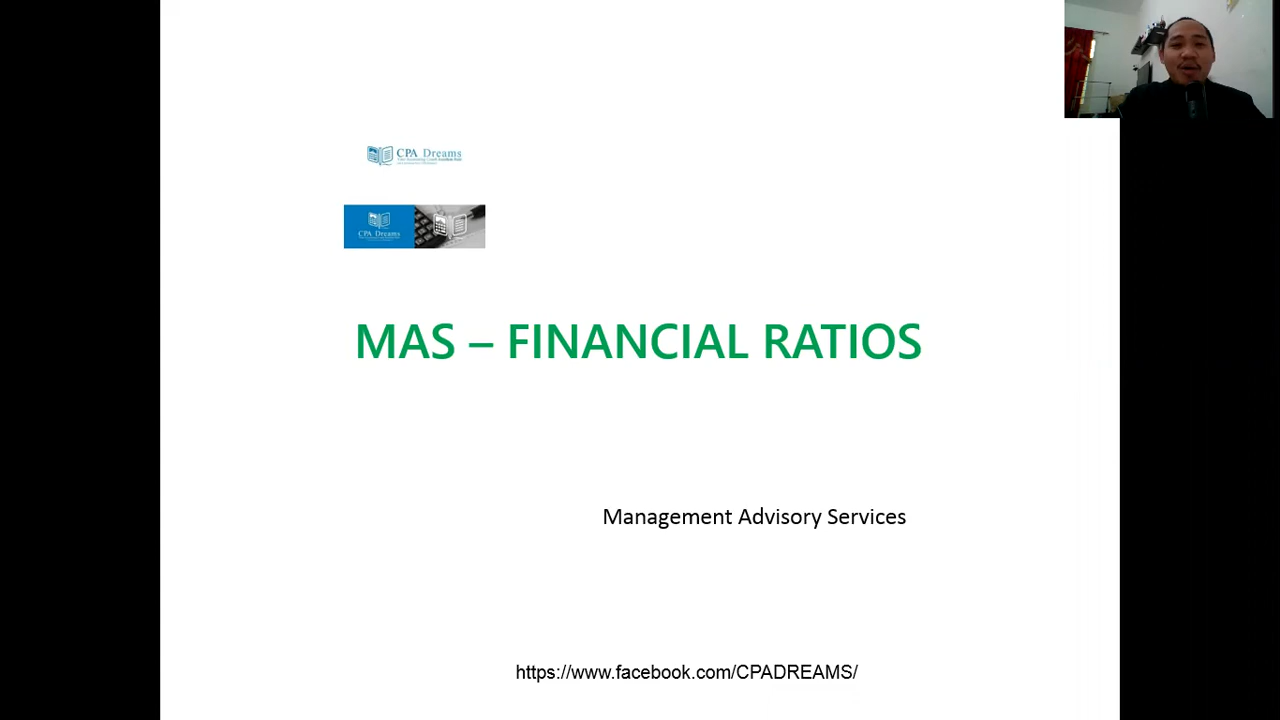 CPA Dreams
CPA Dreams
MAS – FINANCIAL RATIOS
Management Advisory Services
https://www.facebook.com/CPADREAMS/